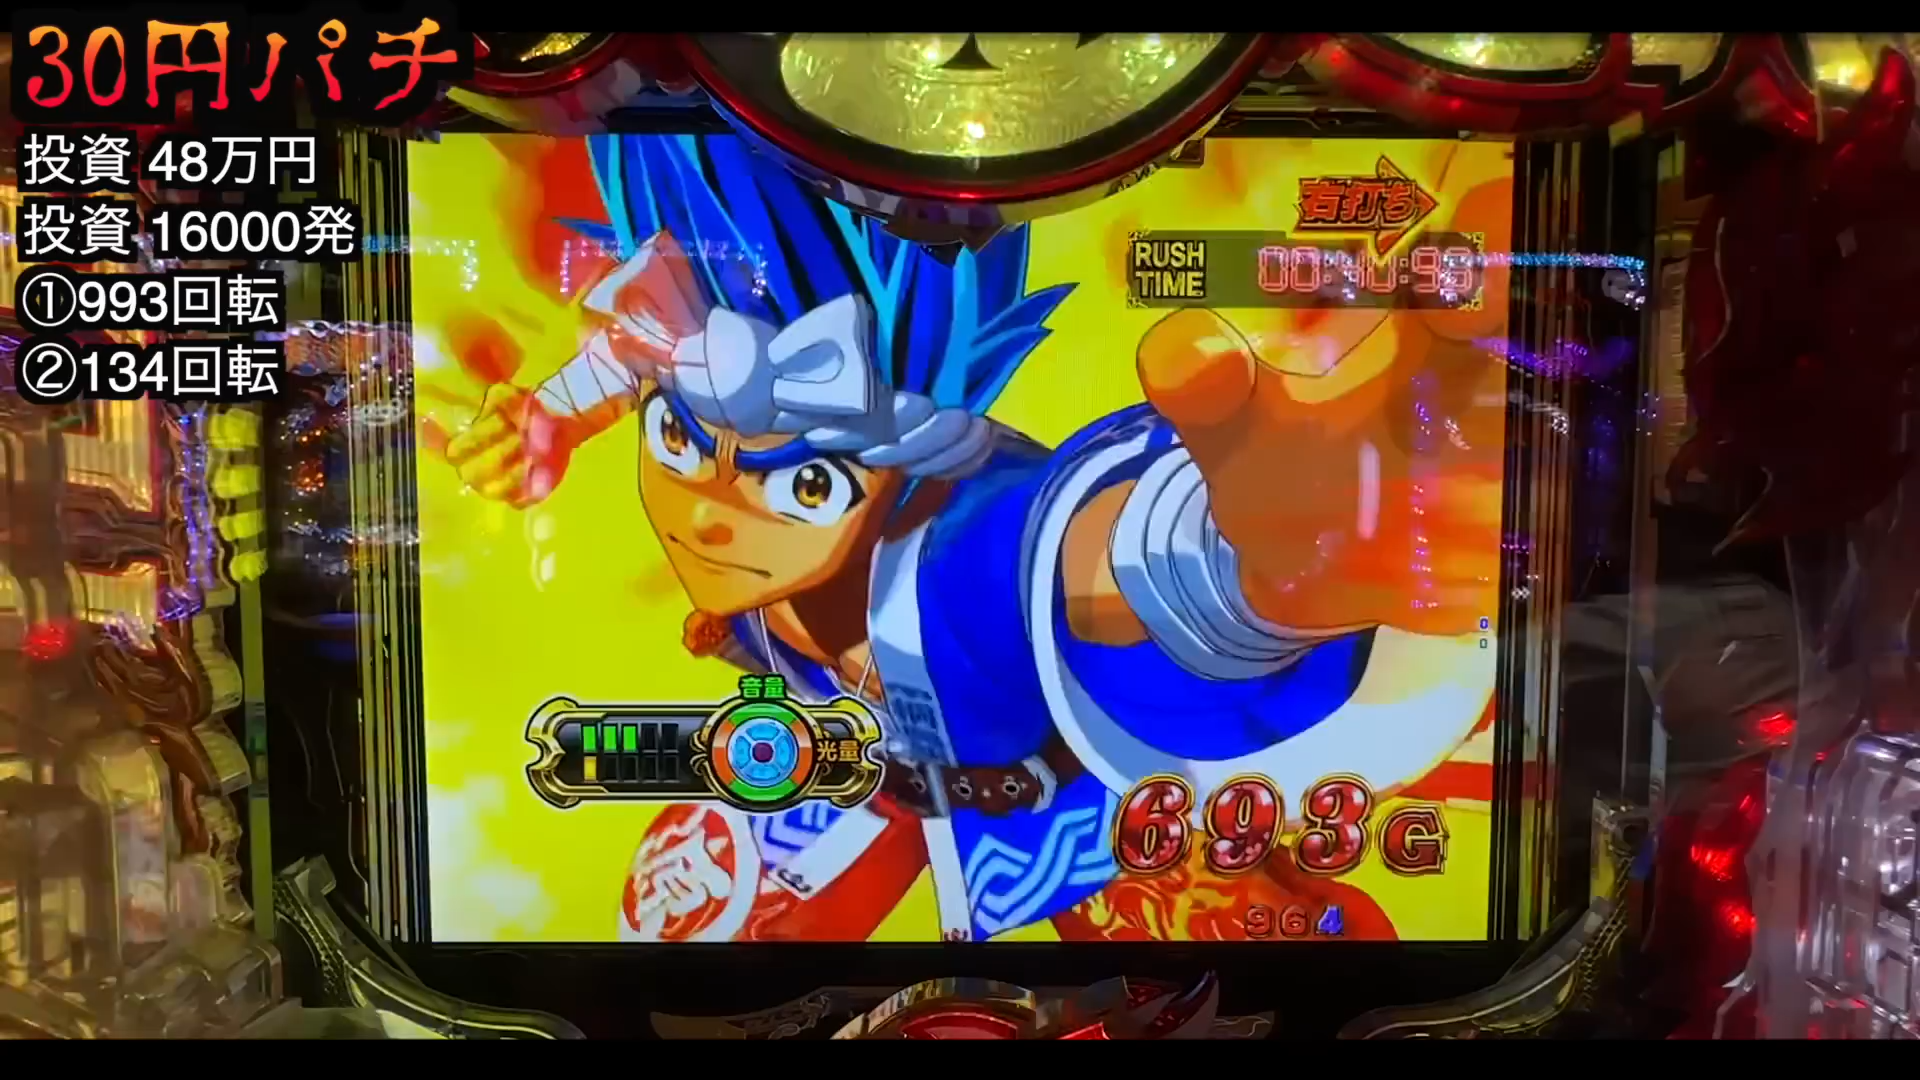 30円パチ
投資 48万円
投資 16000発
①993回転
②134回転
右打ち
RUSH
TIME
音量
光量
693G
964